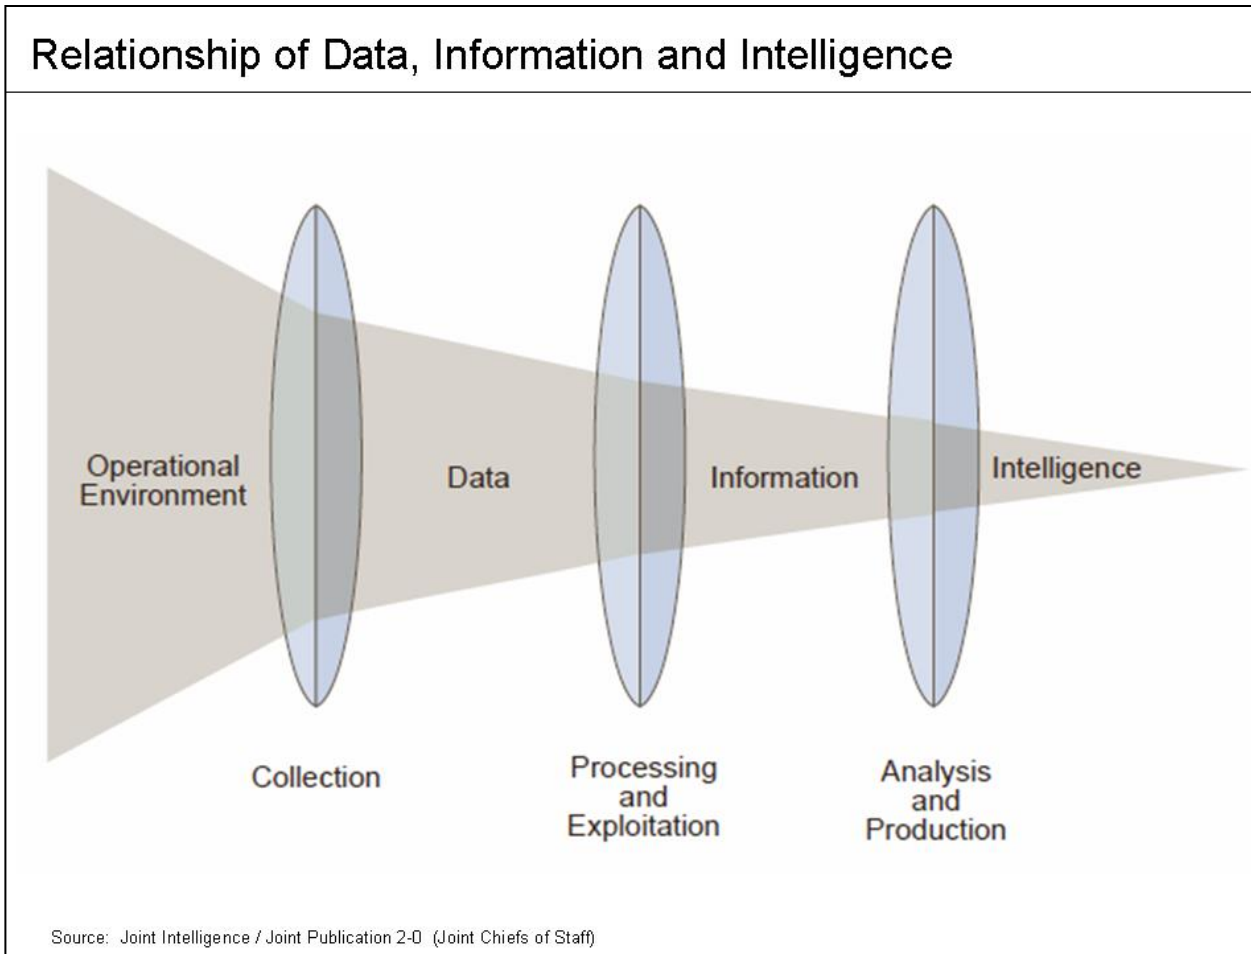 Relationship of Data, Information and Intelligence
Operational
Environment
Data
Information
Intelligence
Collection
Processing
and
Exploitation
Analysis
and
Production
Source:  Joint Intelligence / Joint Publication 2-0  (Joint Chiefs of Staff)